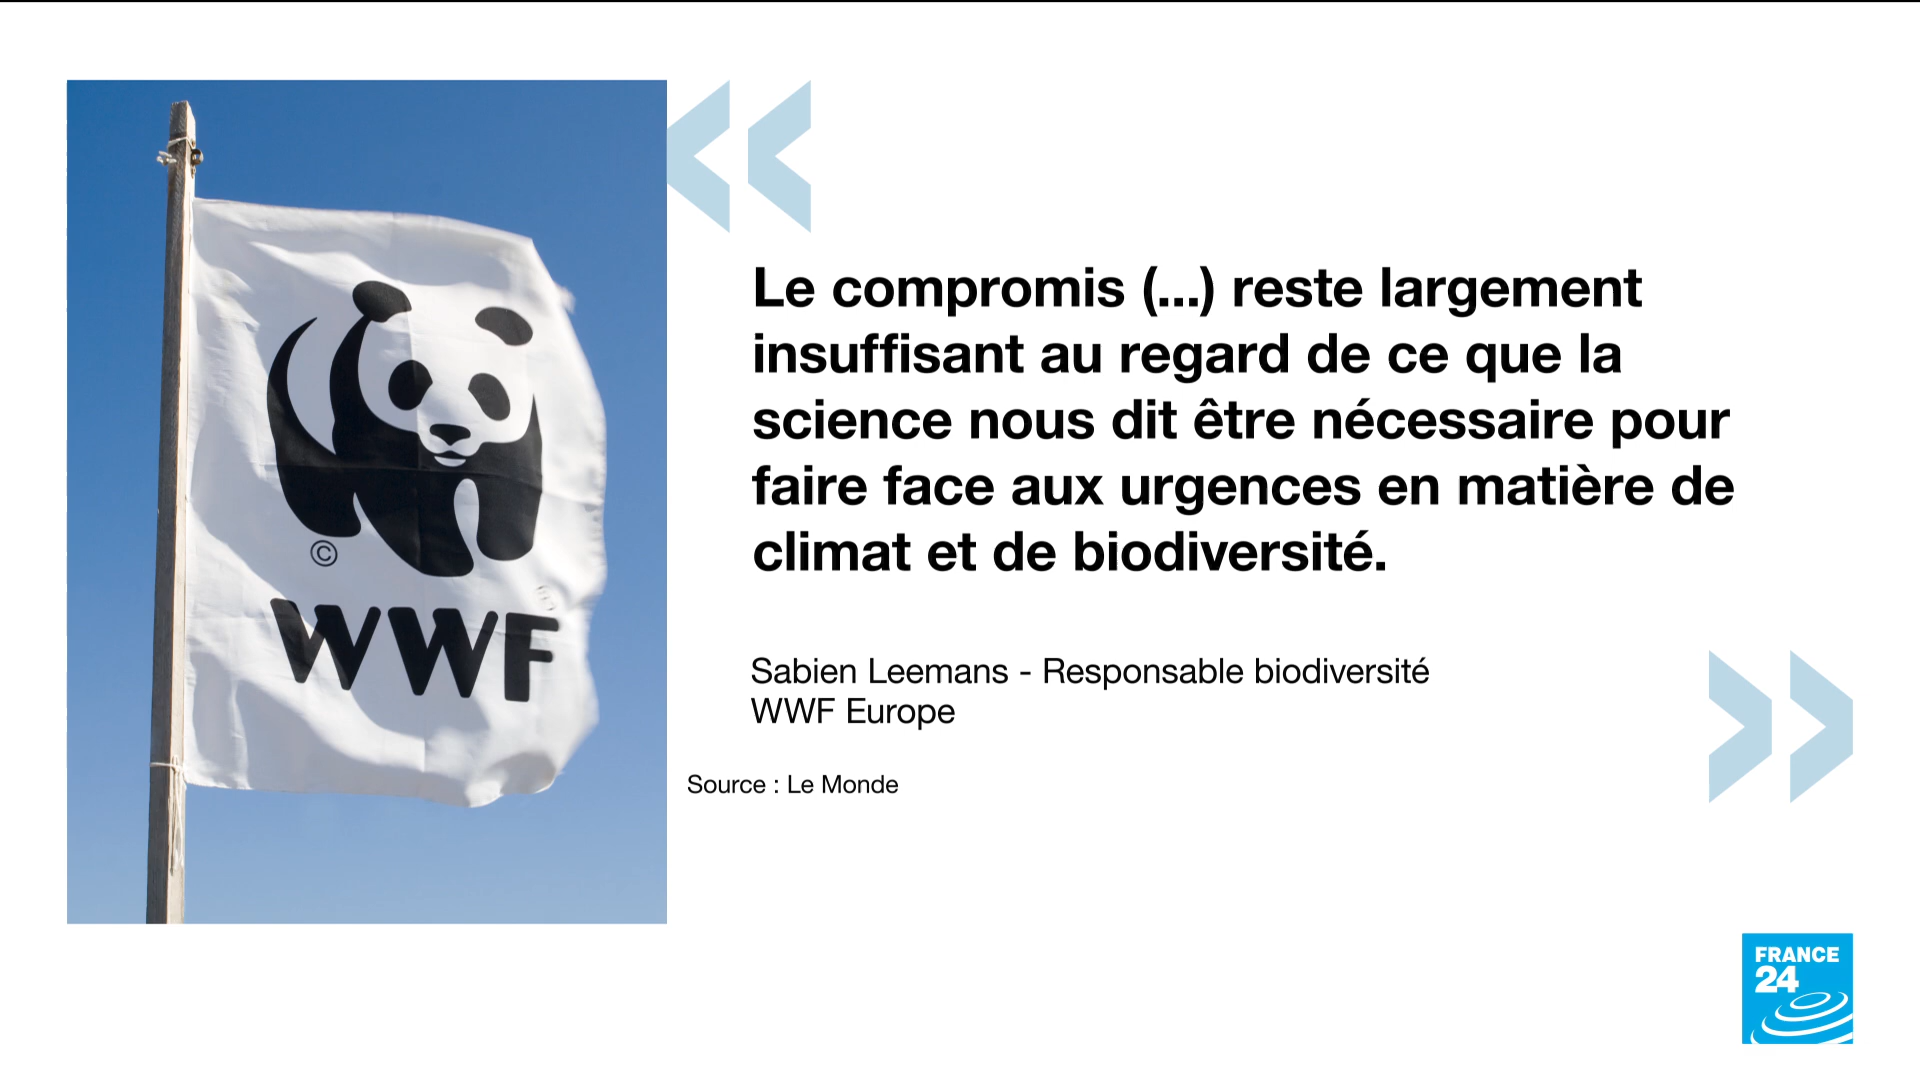 Le compromis (...) reste largement
insuffisant au regard de ce que la
science nous dit être nécessaire pour
faire face aux urgences en matière de
climat et de biodiversité.
Sabien Leemans - Responsable biodiversité
WWF Europe
Source : Le Monde
©
WWF
FRANCE
24